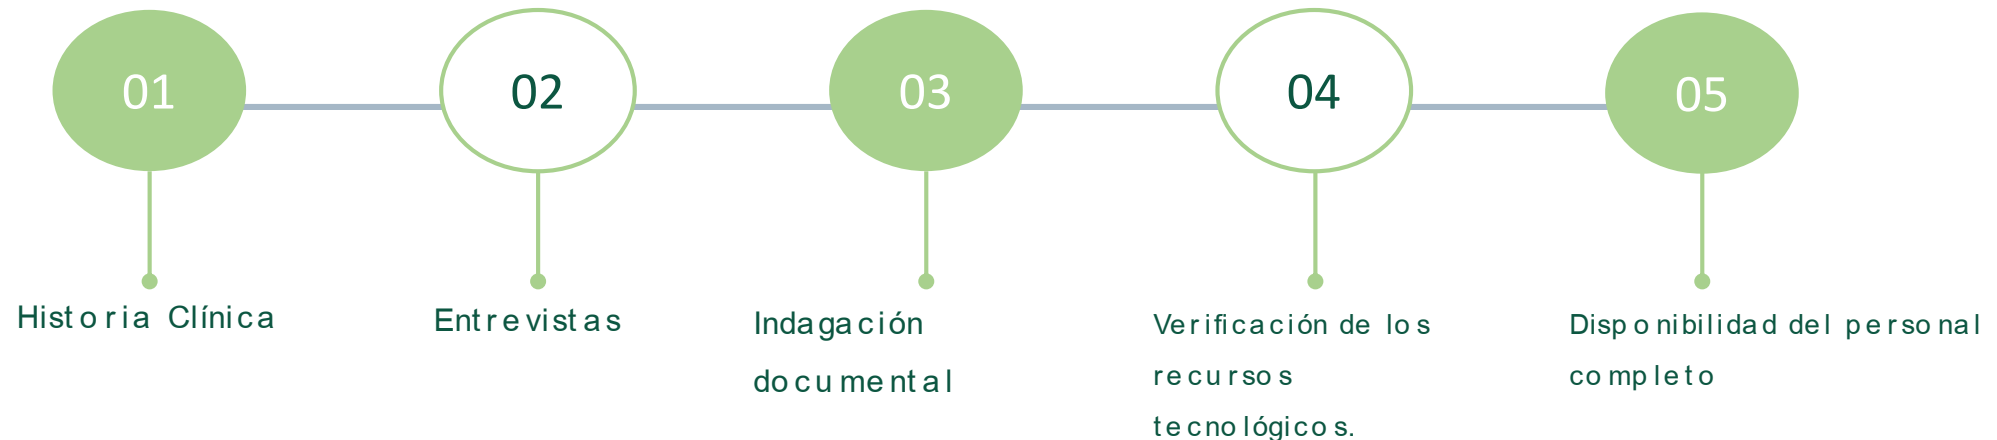 01
02
03
04
05
Historia Clínica
Entrevistas
Indagación
documental
Verificación de los
recursos
tecnológicos.
Disponibilidad del personal
completo